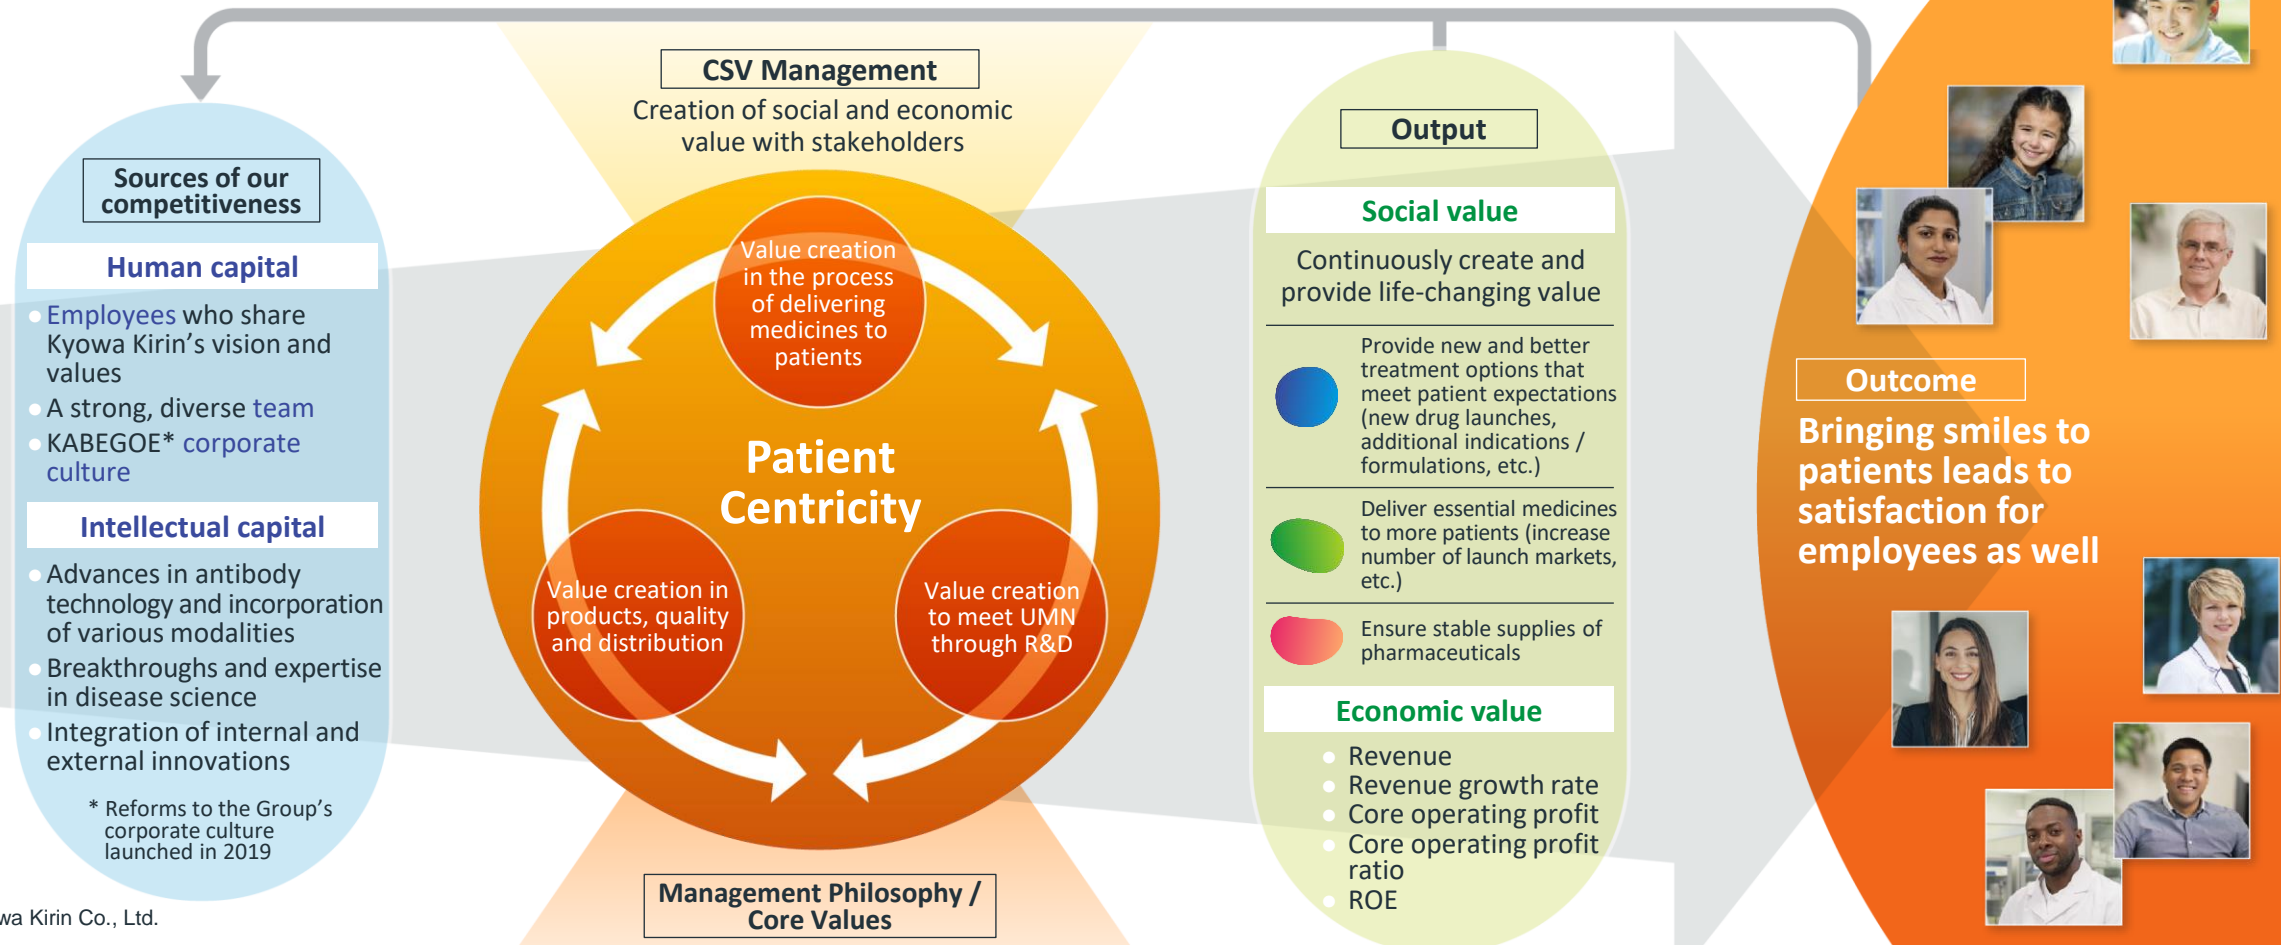 Sources of our
competitiveness
Human capital
Employees who share
Kyowa Kirin's vision and
values
A strong, diverse team
KABEGOE* corporate
culture
Intellectual capital
Advances in antibody
technology and incorporation
of various modalities
Breakthroughs and expertise
in disease science
Integration of internal and
external innovations
* Reforms to the Group's
corporate culture
launched in 2019
wa Kirin Co., Ltd.
CSV Management
Creation of social and economic
value with stakeholders
Value creation
in the process
of delivering
medicines to
patients
Patient
Centricity
Value creation in
products, quality
and distribution
Value creation
to meet UMN
through R&D
Management Philosophy /
Core Values
Output
Social value
Continuously create and
provide life-changing value
Provide new and better
treatment options that
meet patient expectations
(new drug launches,
additional indications /
formulations, etc.)
Deliver essential medicines
to more patients (increase
number of launch markets,
etc.)
Ensure stable supplies of
pharmaceuticals
Economic value
Revenue
Revenue growth rate
Core operating profit
Core operating profit
ratio
ROE
Outcome
Bringing smiles to
patients leads to
satisfaction for
employees as well